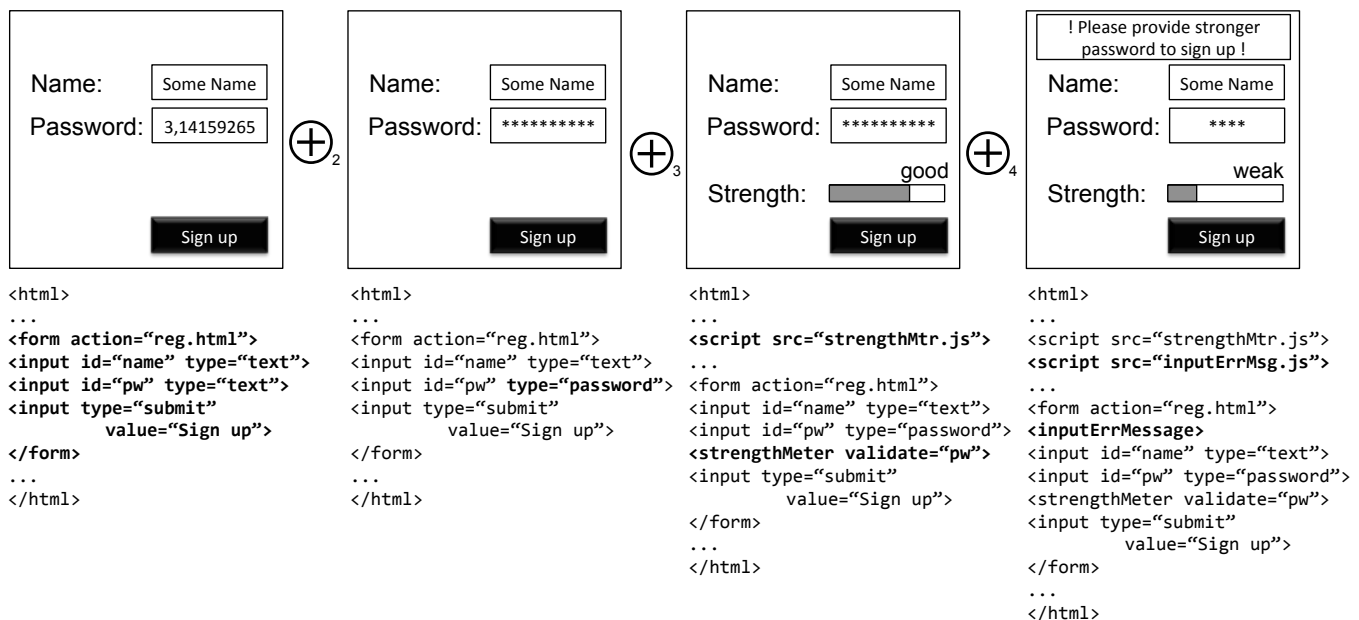 Name:
Some Name
Password:
3,14159265
Sign up
⊕2
Name:
Some Name
Password:
**********
Sign up
⊕3
Name:
Some Name
Password:
**********
good
Strength:
Sign up
⊕4
! Please provide stronger
password to sign up !
Name:
Some Name
Password:
****
weak
Strength:
Sign up
<html>
...
<form action=“reg.html”>
<input id=“name” type=“text”>
<input id=“pw” type=“text”>
<input type=“submit”
value=“Sign up”>
</form>
...
</html>
<html>
...
<form action=“reg.html”>
<input id=“name” type=“text”>
<input id=“pw” type=“password”>
<input type=“submit”
value=“Sign up”>
</form>
...
</html>
<html>
...
<script src=“strengthMtr.js”>
...
<form action=“reg.html”>
<input id=“name” type=“text”>
<input id=“pw” type=“password”>
<strengthMeter validate=“pw”>
<input type=“submit”
value=“Sign up”>
</form>
...
</html>
<html>
...
<script src=“strengthMtr.js”>
<script src=“inputErrMsg.js”>
...
<form action=“reg.html”>
<inputErrMessage>
<input id=“name” type=“text”>
<input id=“pw” type=“password”>
<strengthMeter validate=“pw”>
<input type=“submit”
value=“Sign up”>
</form>
...
</html>